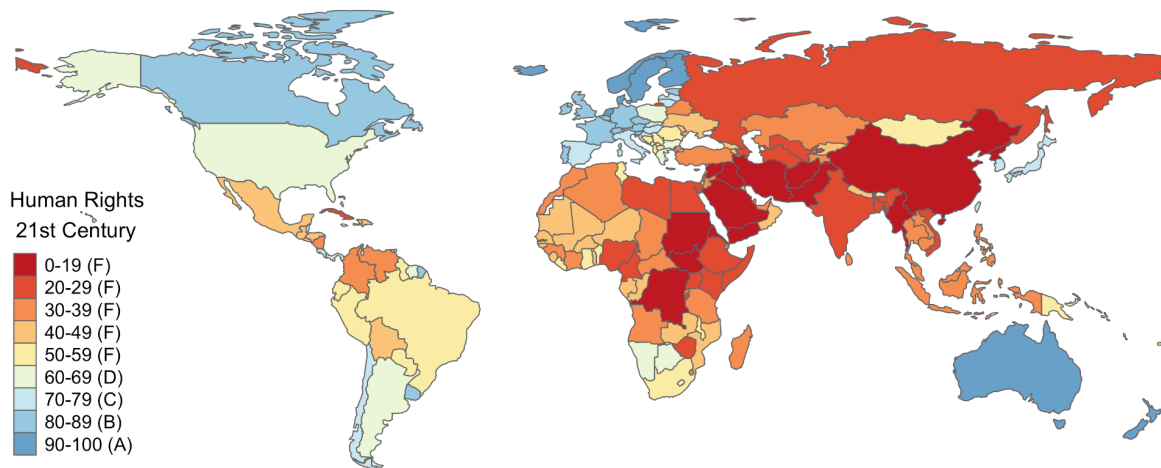 Human Rights
21st Century
0-19 (F)
20-29 (F)
30-39 (F)
40-49 (F)
50-59 (F)
60-69 (D)
70-79 (C)
80-89 (B)
90-100 (A)